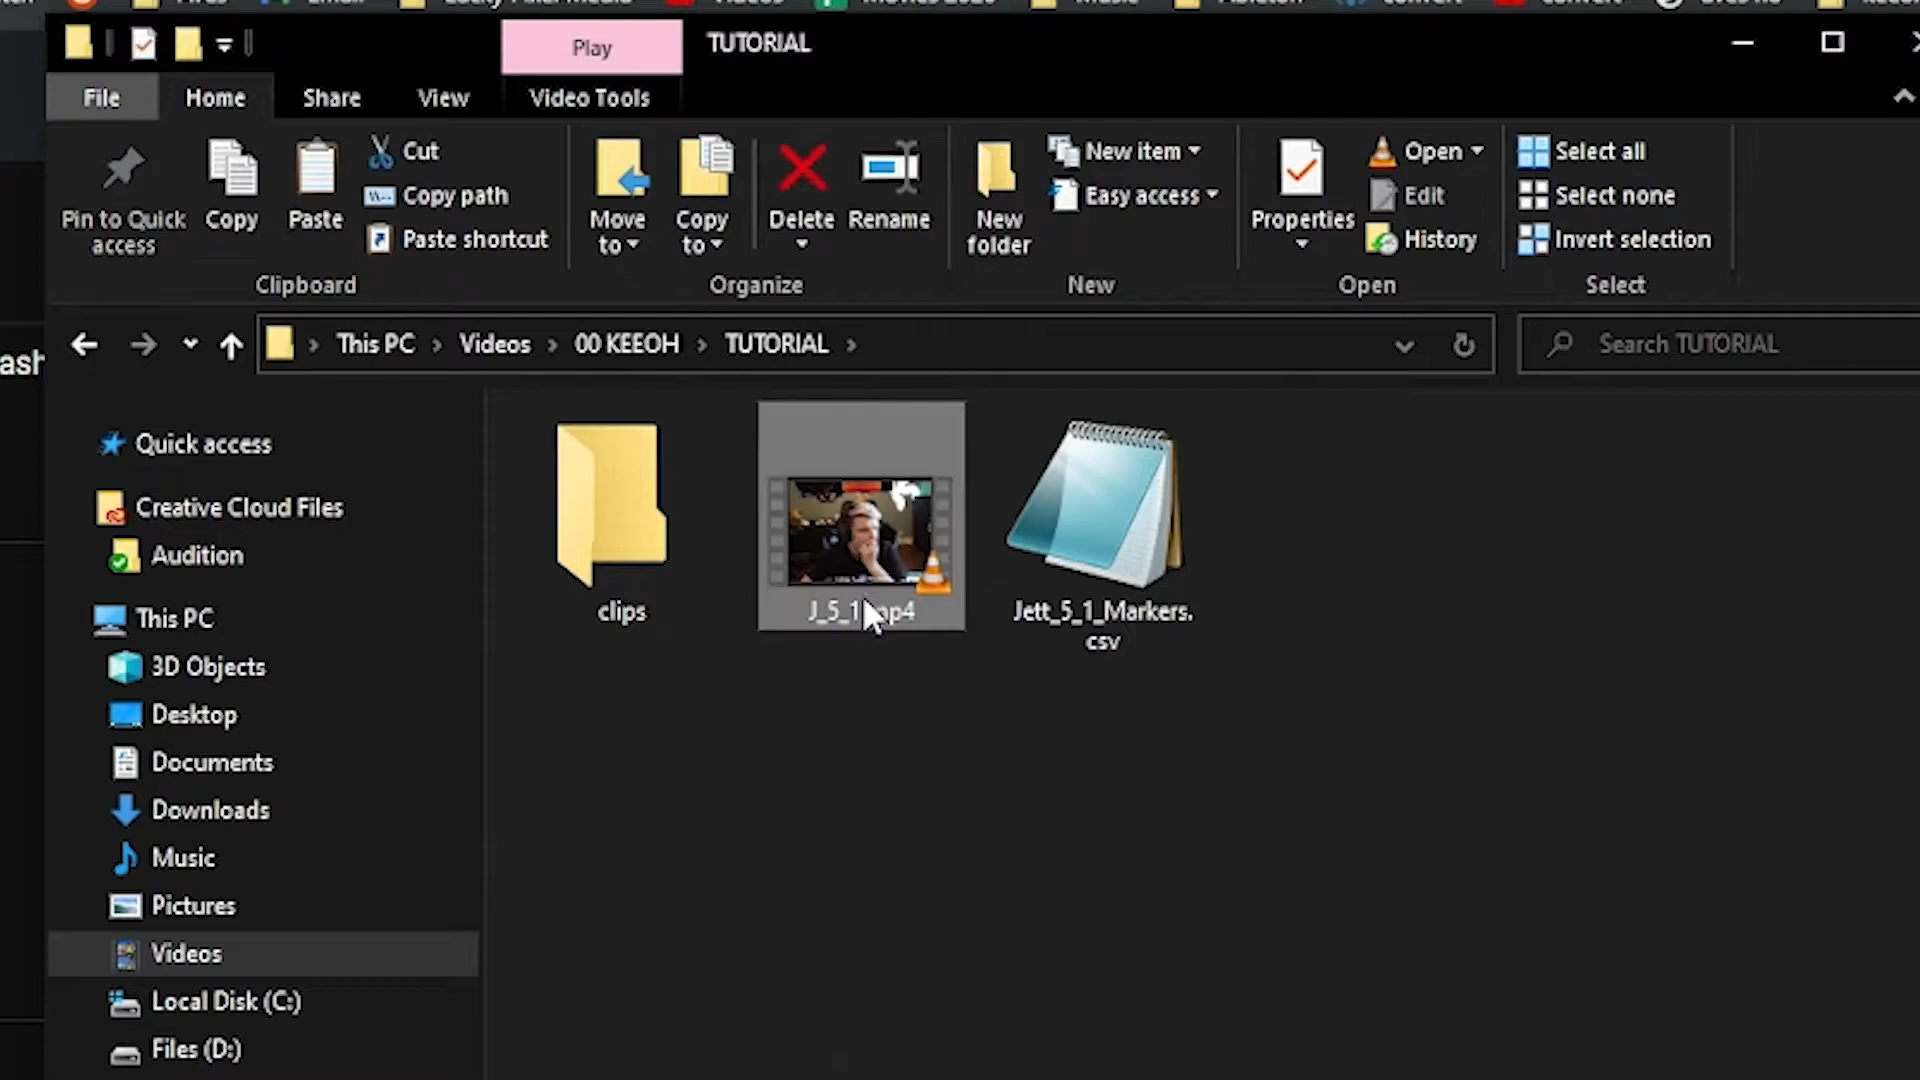 Play
TUTORIAL
File
Home
Share
View
Video Tools
Pin to Quick
access
Copy
Paste
Cut
Copy path
Paste shortcut
Clipboard
Move
to
Copy
to
Delete
Rename
Organize
New
folder
New item
Easy access
New
Properties
Open
Edit
History
Open
Select all
Select none
Invert selection
Select
This PC
Videos
00 KEEOH
TUTORIAL
Search TUTORIAL
Quick access
Creative Cloud Files
Audition
This PC
3D Objects
Desktop
Documents
Downloads
Music
Pictures
Videos
Local Disk (C:)
Files (D:)
clips
Jett_5_1_Markers.
csv